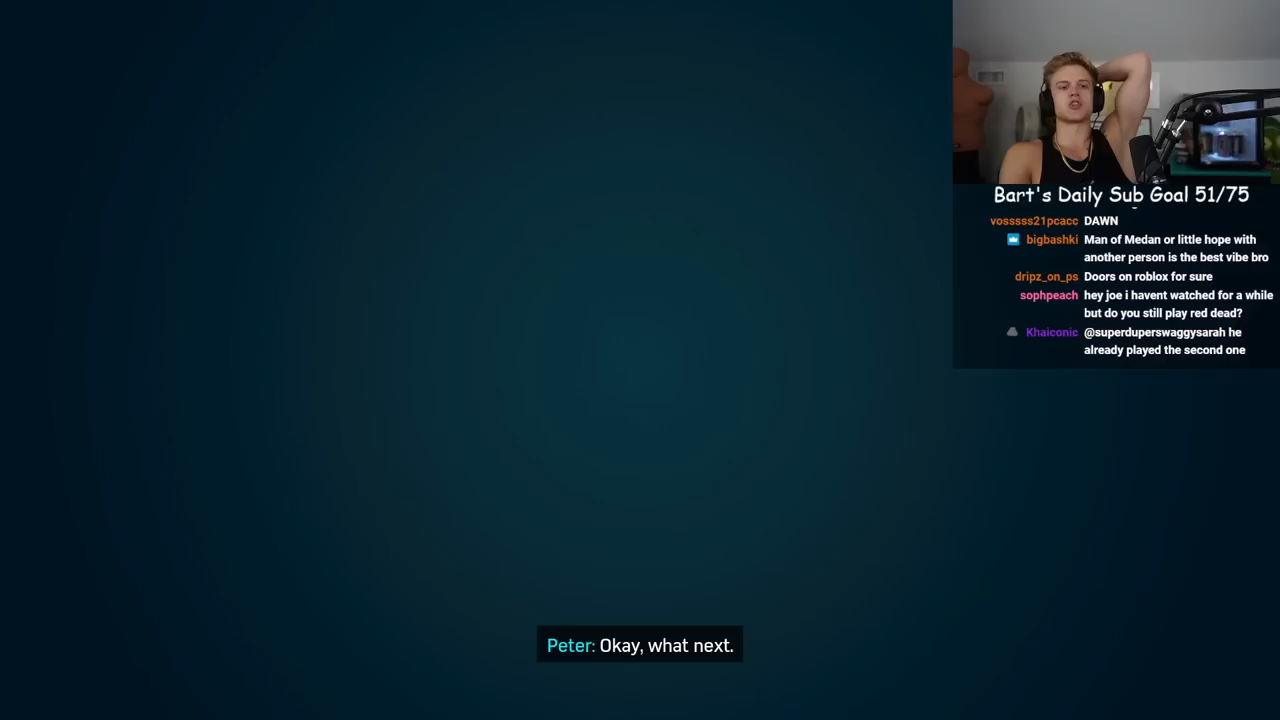 Bart's Daily Sub Goal 51/75
vosssss21pcacc DAWN
bigbashki Man of Medan or little hope with
another person is the best vibe bro
dripz_on_ps Doors on roblox for sure
sophpeach hey joe i havent watched for a while
but do you still play red dead?
Khaiconic @superduperswaggysarah he
already played the second one
Peter: Okay, what next.